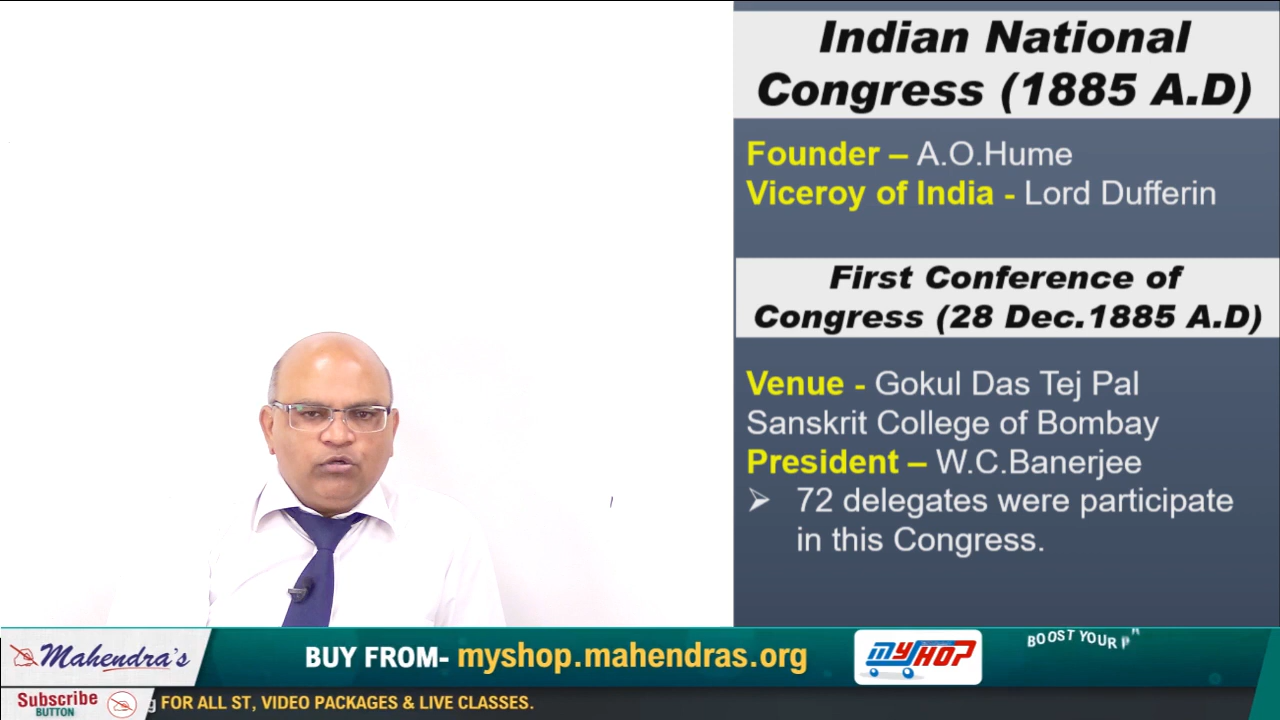 Indian National
Congress (1885 A.D)
Founder – A.O.Hume
Viceroy of India - Lord Dufferin
First Conference of
Congress (28 Dec.1885 A.D)
Venue - Gokul Das Tej Pal
Sanskrit College of Bombay
President – W.C.Banerjee
➢ 72 delegates were participate
in this Congress.
Mahendra's
BUY FROM- myshop.mahendras.org
MY SHOP
BOOST YOUR
Subscribe
BUTTON
FOR ALL ST, VIDEO PACKAGES & LIVE CLASSES.